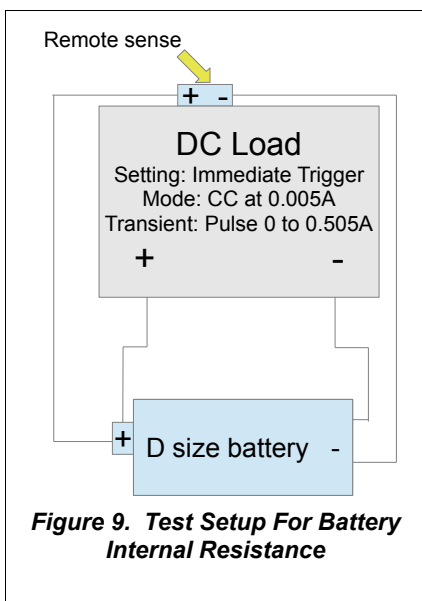 Remote sense
+ -
DC Load
Setting: Immediate Trigger
Mode: CC at 0.005A
Transient: Pulse 0 to 0.505A
+ -
+ D size battery -
Figure 9. Test Setup For Battery
Internal Resistance